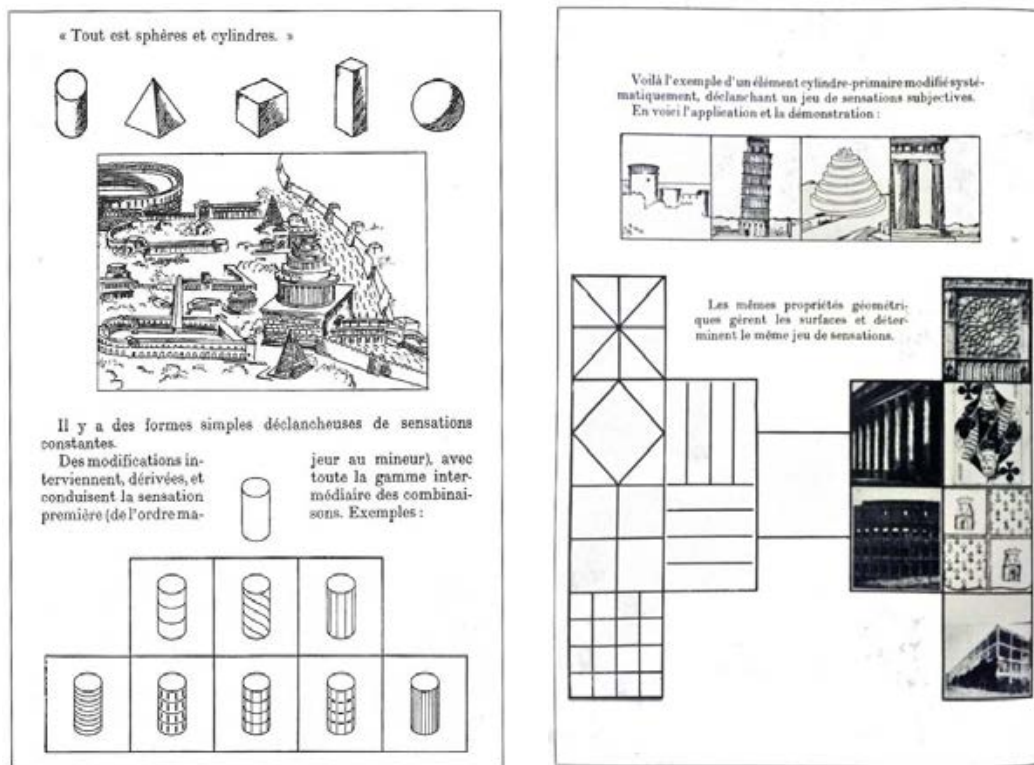 « Tout est sphères et cylindres. »
Il y a des formes simples déclancheuses de sensations
constantes.
Des modifications in-
terviennent, dérivées, et
conduisent la sensation
première (de l'ordre ma-
jeur au mineur), avec
toute la gamme inter-
médiaire des combinai-
sons. Exemples :
Voilà l'exemple d'un élément cylindre-primaire modifié systé-
matiquement, déclanchant un jeu de sensations subjectives.
En voici l'application et la démonstration :
Les mêmes propriétés géométri-
ques gèrent les surfaces et déter-
minent le même jeu de sensations.